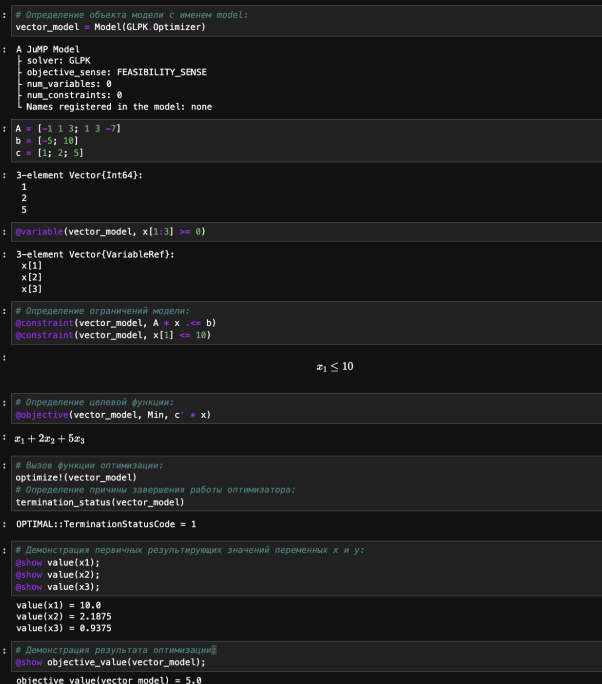 # Определение объекта модели с именем model:
vector_model = Model(GLPK.Optimizer)
A JuMP Model
├ solver: GLPK
├ objective_sense: FEASIBILITY_SENSE
├ num_variables: 0
├ num_constraints: 0
└ Names registered in the model: none
A = [-1 1 3; 1 3 -7]
b = [-5; 10]
c = [1; 2; 5]
3-element Vector{Int64}:
1
2
5
@variable(vector_model, x[1:3] >= 0)
3-element Vector{VariableRef}:
x[1]
x[2]
x[3]
# Определение ограничений модели:
@constraint(vector_model, A * x .<= b)
@constraint(vector_model, x[1] <= 10)
x₁ ≤ 10
# Определение целевой функции:
@objective(vector_model, Min, c' * x)
x₁ + 2x₂ + 5x₃
# Вызов функции оптимизации:
optimize!(vector_model)
# Определение причины завершения работы оптимизатора:
termination_status(vector_model)
OPTIMAL::TerminationStatusCode = 1
# Демонстрация первичных результирующих значений переменных x и y:
@show value(x1);
@show value(x2);
@show value(x3);
value(x1) = 10.0
value(x2) = 2.1875
value(x3) = 0.9375
# Демонстрация результата оптимизации:
@show objective_value(vector_model);
objective_value(vector_model) = 5.0